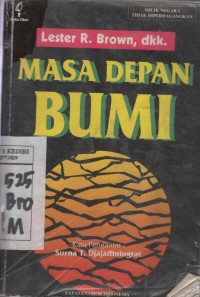 MILIK NEGARA
TIDAK DIPERDAGANGKAN
Lester R. Brown, dkk.
MASA DEPAN
BUMI
KEDIRI
525
Bro
M
Kata Pengantar
Surna T. Djajadiningrat